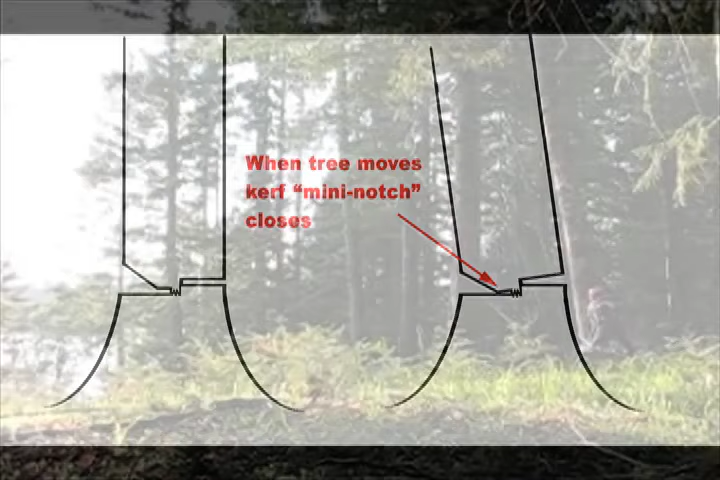 When tree moves
kerf “mini-notch”
closes